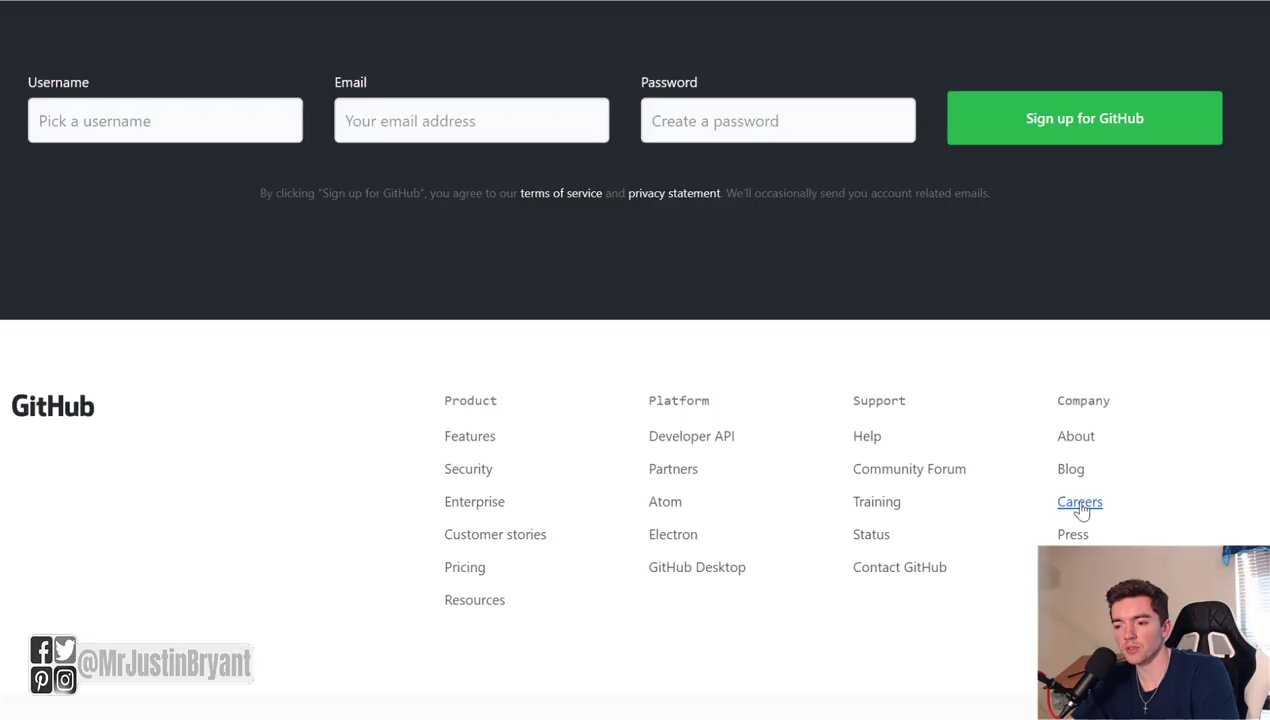 Username
Email
Password
Pick a username
Your email address
Create a password
Sign up for GitHub
By clicking "Sign up for GitHub", you agree to our terms of service and privacy statement. We'll occasionally send you account related emails.
GitHub
Product
Features
Security
Enterprise
Customer stories
Pricing
Resources
Platform
Developer API
Partners
Atom
Electron
GitHub Desktop
Support
Help
Community Forum
Training
Status
Contact GitHub
Company
About
Blog
Careers
Press
@MrJustinBryant